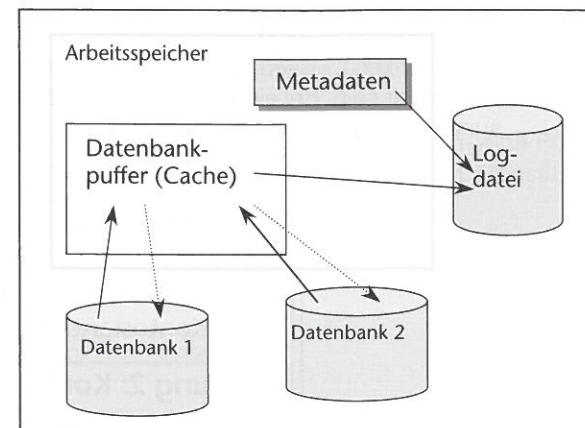 Arbeitsspeicher
Metadaten
Datenbank-
puffer (Cache)
Log-
datei
Datenbank 1
Datenbank 2